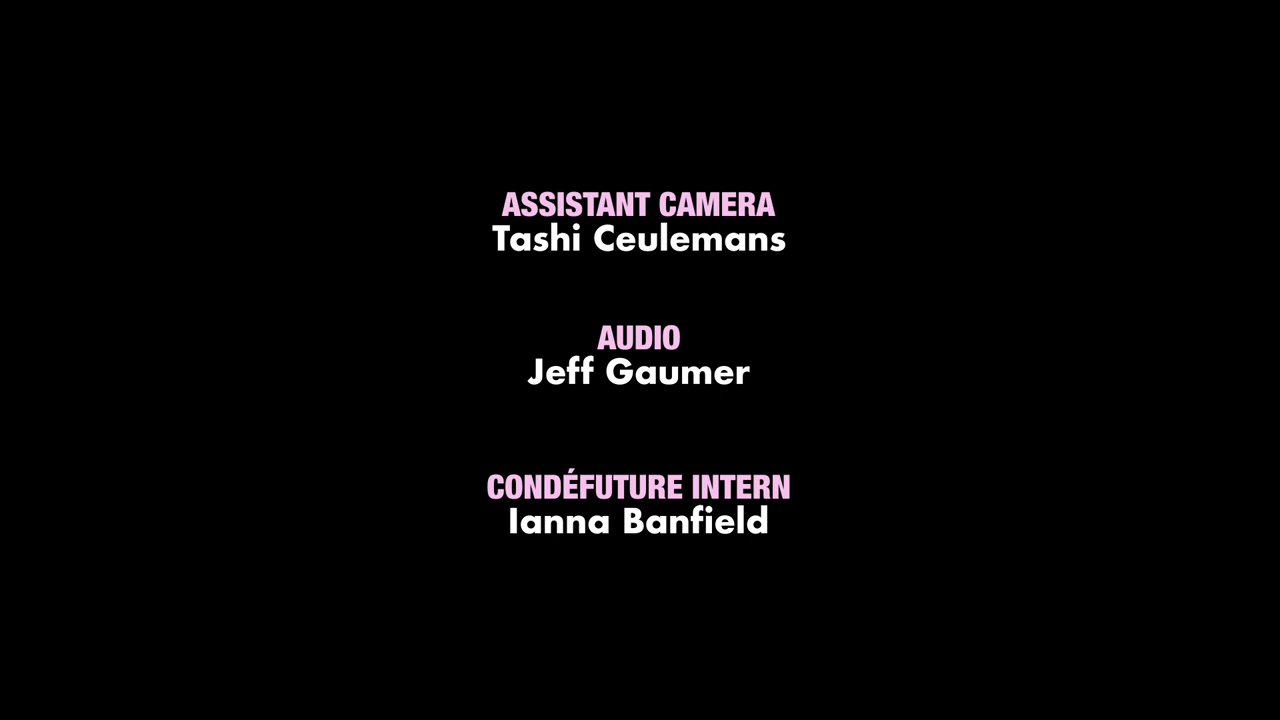 ASSISTANT CAMERA
Tashi Ceulemans
AUDIO
Jeff Gaumer
CONDÉFUTURE INTERN
Ianna Banfield